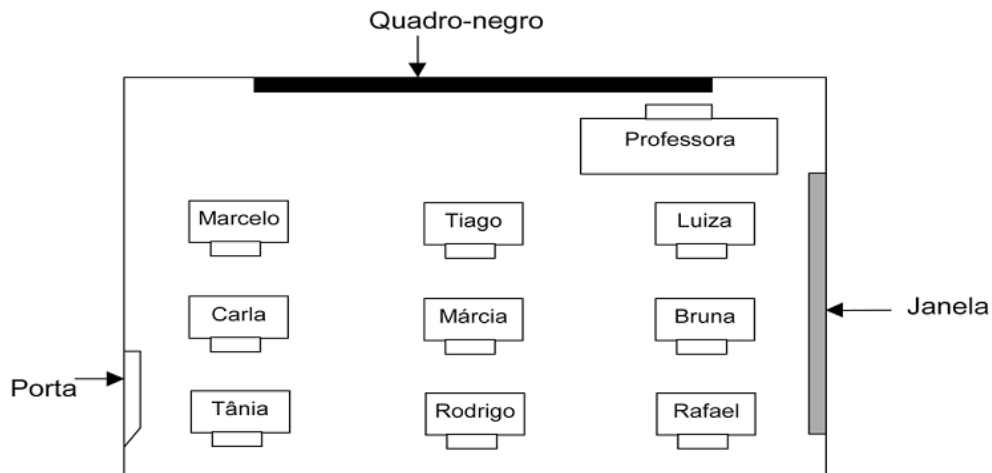 Quadro-negro
Professora
Marcelo
Tiago
Luiza
Carla
Márcia
Bruna
Janela
Porta
Tânia
Rodrigo
Rafael